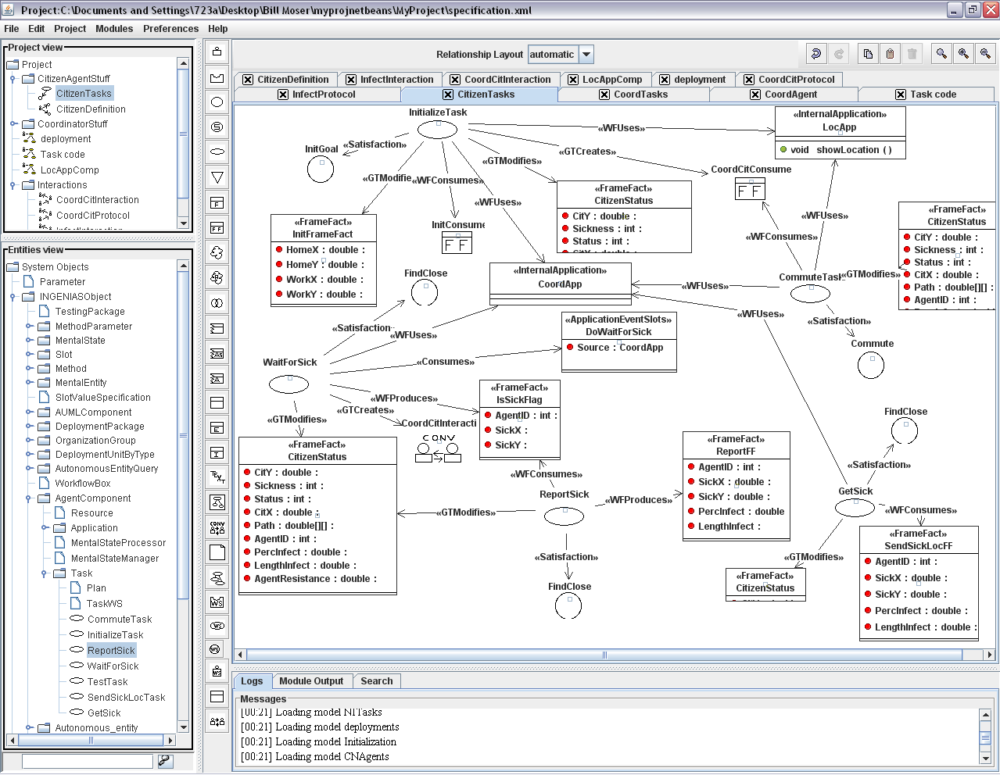 Project:C:\Documents and Settings\723a\Desktop\Bill Moser\myprojnetbeans\MyProject\specification.xml
File Edit Project Modules Preferences Help
Project view
Project
CitizenAgentStuff
CitizenTasks
CitizenDefinition
CoordinatorStuff
deployment
Task code
LocAppComp
Interactions
CoordCitInteraction
CoordCitProtocol
InfectInteraction
Entities view
System Objects
Parameter
INGENIASObject
TestingPackage
MethodParameter
MentalState
Slot
Method
MentalEntity
SlotValueSpecification
AUMLComponent
DeploymentPackage
OrganizationGroup
DeploymentUnitByType
AutonomousEntityQuery
WorkflowBox
AgentComponent
Resource
Application
MentalStateProcessor
MentalStateManager
Task
Plan
TaskWS
CommuteTask
InitializeTask
ReportSick
WaitForSick
TestTask
SendSickLocTask
GetSick
Autonomous_entity
Relationship Layout automatic
CitizenDefinition InfectInteraction CoordCitInteraction LocAppComp deployment CoordCitProtocol
InfectProtocol CitizenTasks CoordTasks CoordAgent Task code
InitializeTask
«WFUses»
«InternalApplication»
LocApp
void showLocation ( )
InitGoal
«Satisfaction»
«GTCreates»
«GTModifies»
CoordCitConsume
F F
«GTModifie
«WFConsumes»
«WFUses»
«FrameFact»
CitizenStatus
CitY : double :
Sickness : int :
Status : int :
CitX : double :
«FrameFact»
InitFrameFact
HomeX : double :
HomeY : double :
WorkX : double :
WorkY : double :
InitConsume
F F
«WFUses»
«WFConsumes»
«FrameFact»
CitizenStatus
CitY : double :
Sickness : int :
Status : int :
CitX : double :
Path : double[][] :
AgentID : int :
FindClose
«InternalApplication»
CoordApp
«WFUses»
CommuteTask
«GTModifies»
«WFUses»
«Satisfaction»
Commute
«Satisfaction
«WFUses»
«ApplicationEventSlots»
DoWaitForSick
Source : CoordApp
WaitForSick
«Consumes»
«WFProduces»
«GTCreates»
«GTModifies»
«FrameFact»
IsSickFlag
AgentID : int :
SickX :
SickY :
CoordCitInteracti
CONV
«FrameFact»
CitizenStatus
CitY : double :
Sickness : int :
Status : int :
CitX : double :
Path : double[][] :
AgentID : int :
PercInfect : double :
LengthInfect : double :
AgentResistance : double :
«WFConsumes»
ReportSick
«GTModifies»
«WFProduces»
«Satisfaction»
FindClose
«FrameFact»
ReportFF
AgentID : int :
SickX : double :
SickY : double :
PercInfect : double
LengthInfect :
FindClose
«Satisfaction»
GetSick
«WFConsumes»
«GTModifies»
«FrameFact»
CitizenStatus
«FrameFact»
SendSickLocFF
AgentID : int :
SickX : double :
SickY : double :
PercInfect : double :
LengthInfect : double :
Logs Module Output Search
Messages
[00:21] Loading model NITasks
[00:21] Loading model deployments
[00:21] Loading model Initialization
[00:21] Loading model CNAgents